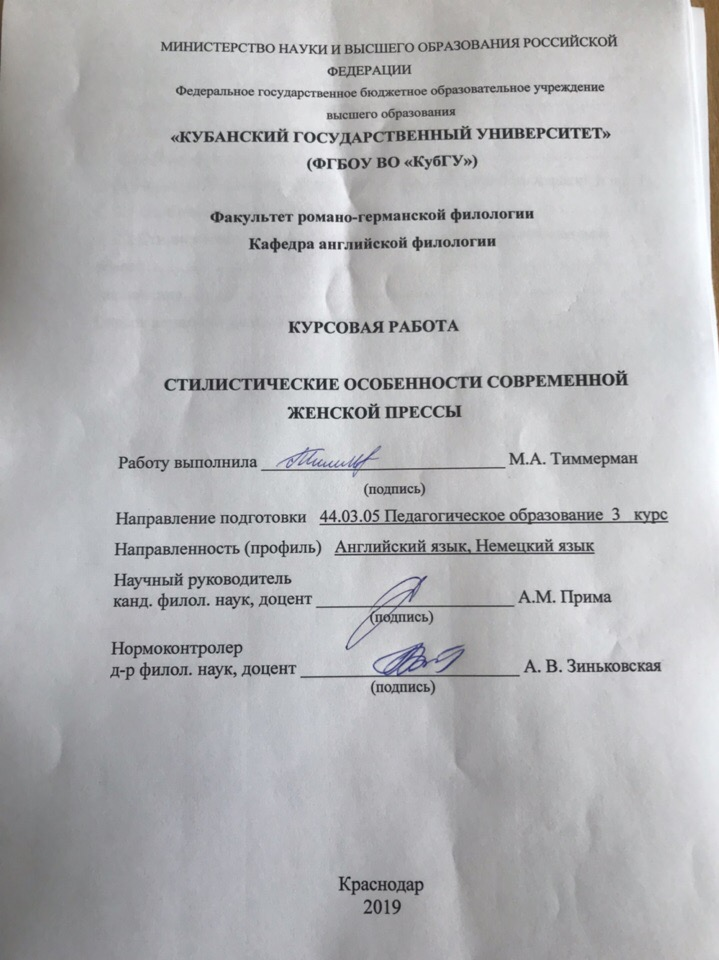 МИНИСТЕРСТВО НАУКИ И ВЫСШЕГО ОБРАЗОВАНИЯ РОССИЙСКОЙ
ФЕДЕРАЦИИ
Федеральное государственное бюджетное образовательное учреждение
высшего образования
«КУБАНСКИЙ ГОСУДАРСТВЕННЫЙ УНИВЕРСИТЕТ»
(ФГБОУ ВО «КубГУ»)
Факультет романо-германской филологии
Кафедра английской филологии
КУРСОВАЯ РАБОТА
СТИЛИСТИЧЕСКИЕ ОСОБЕННОСТИ СОВРЕМЕННОЙ
ЖЕНСКОЙ ПРЕССЫ
Работу выполнила М.А. Тиммерман
(подпись)
Направление подготовки 44.03.05 Педагогическое образование 3 курс
Направленность (профиль) Английский язык, Немецкий язык
Научный руководитель
канд. филол. наук, доцент А.М. Прима
(подпись)
Нормоконтролер
д-р филол. наук, доцент А. В. Зиньковская
(подпись)
Краснодар
2019